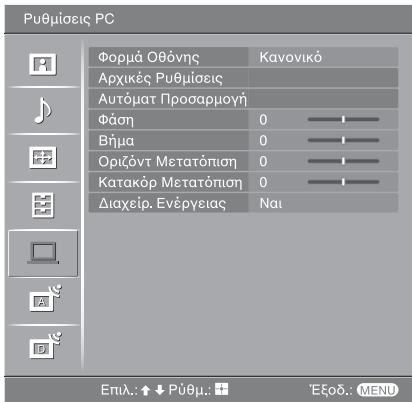 Ρυθμίσεις PC
Φορμά Οθόνης Κανονικό
Αρχικές Ρυθμίσεις
Αυτόματ Προσαρμογή
Φάση 0
Βήμα 0
Οριζόντ Μετατόπιση 0
Κατακόρ Μετατόπιση 0
Διαχείρ. Ενέργειας Ναι
A
D
Επιλ.: Ρύθμ.: Έξοδ.: MENU